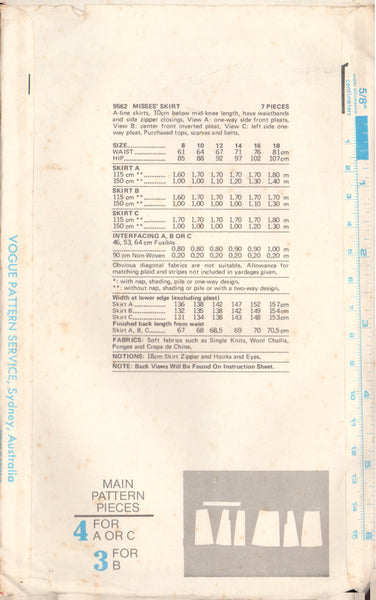 9562 MISSES' SKIRT 7 PIECES
A-line skirts, 10cm below mid-knee length, have waistbands
and side zipper closings. View A: one-way side front pleats.
View B: center front inverted pleat. View C: left side one-
way pleat. Purchased tops, scarves and belts.
SIZE 8 10 12 14 16 18
WAIST 61 64 67 71 76 81cm
HIP 85 88 92 97 102 107cm
SKIRT A
115 cm ** 1.60 1.70 1.70 1.70 1.70 1.80 m
150 cm ** 1.00 1.00 1.10 1.20 1.30 1.40 m
SKIRT B
115 cm ** 1.70 1.70 1.70 1.70 1.70 1.80 m
150 cm ** 1.00 1.00 1.00 1.00 1.10 1.30 m
SKIRT C
115 cm ** 1.70 1.70 1.70 1.70 1.70 1.80 m
150 cm ** 1.00 1.00 1.00 1.00 1.20 1.30 m
INTERFACING A, B OR C
46, 53, 64 cm Fusible
0,80 0,80 0,80 0,90 0,90 1,00 m
90 cm Non-Woven 0,20 0,20 0,20 0,20 0,20 0,20 m
Obvious diagonal fabrics are not suitable. Allowance for
matching plaid and stripes not included in yardages given.
*: with nap, shading, pile or one-way design.
**: without nap, shading or pile or with a two-way design.
Width at lower edge (excluding pleat)
Skirt A 136 138 142 147 152 157cm
Skirt B 132 135 138 142 149 154cm
Skirt C 131 134 138 143 148 153cm
Finished back length from waist
Skirt A, B, C 67 68 68,5 69 70 70,5 cm
FABRICS: Soft fabrics such as Single Knits, Wool Challis,
Pongee and Crepe de Chine.
NOTIONS: 18cm Skirt Zipper and Hooks and Eyes.
NOTE: Back Views Will Be Found On Instruction Sheet.
VOGUE PATTERN SERVICE, Sydney, Australia
MAIN
PATTERN
PIECES
4 FOR
A OR C
3 FOR
B
5/8"
centimeters
1
2
3
4
5
6